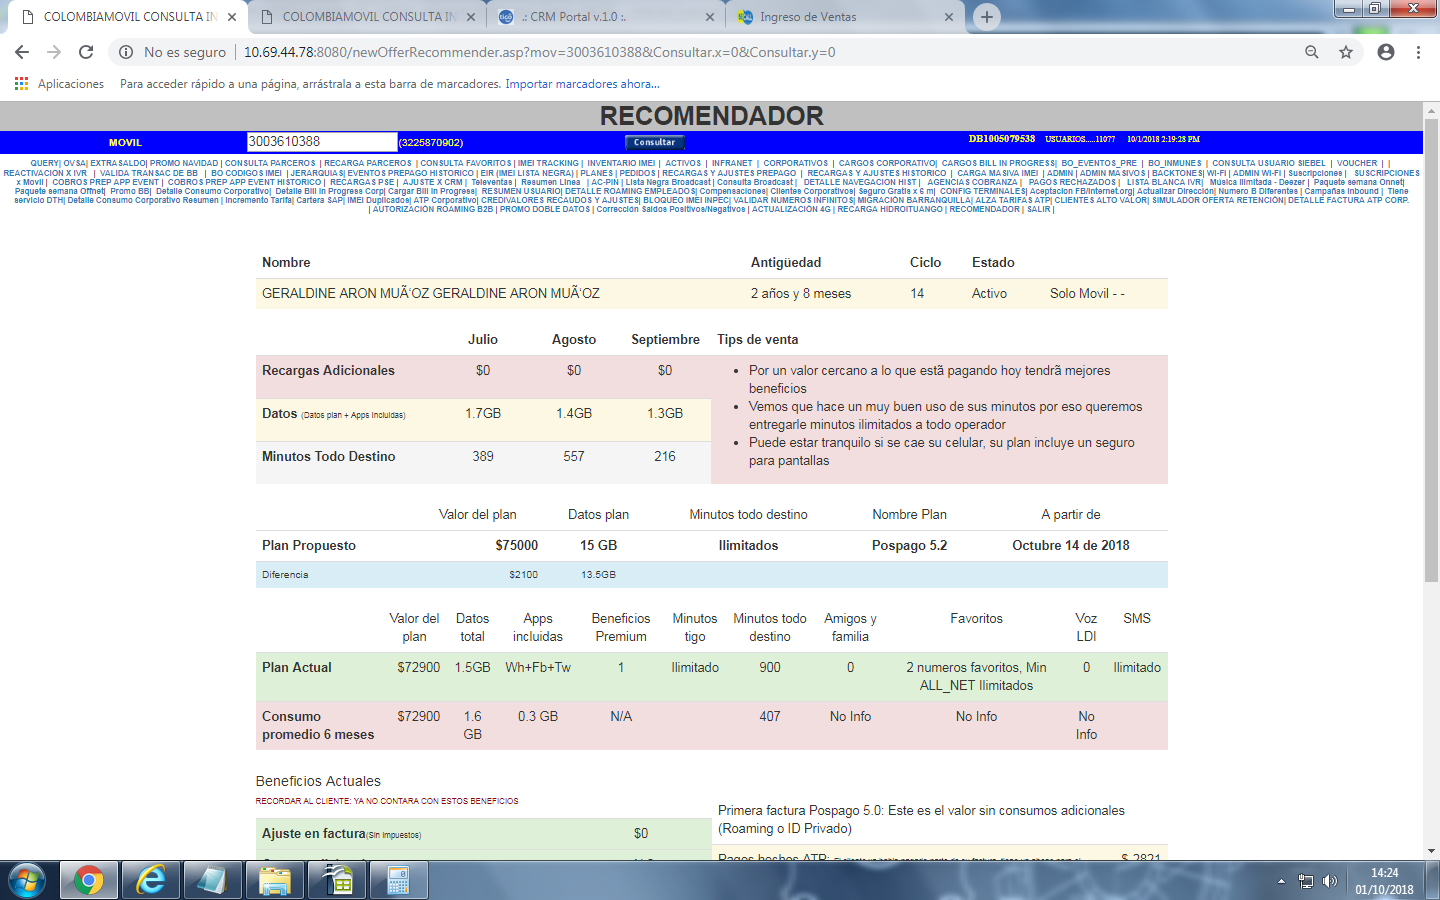 COLOMBIAMOVIL CONSULTA IN
COLOMBIAMOVIL CONSULTA IN
.: CRM Portal v.1.0 :.
Ingreso de Ventas
No es seguro | 10.69.44.78:8080/newOfferRecommender.asp?mov=3003610388&Consultar.x=0&Consultar.y=0
Aplicaciones Para acceder rápido a una página, arrástrala a esta barra de marcadores. Importar marcadores ahora...
RECOMENDADOR
MOVIL 3003610388 (3225870902) Consultar DB1005079538 USUARIOS.....11077 10/1/2018 2:19:28 PM
QUERY| OVSA| EXTRASALDO| PROMO NAVIDAD | CONSULTA PARCEROS | RECARGA PARCEROS | CONSULTA FAVORITOS | IMEI TRACKING | INVENTARIO IMEI | ACTIVOS | INFRANET | CORPORATIVOS | CARGOS CORPORATIVO| CARGOS BILL IN PROGRESS| BO_EVENTOS_PRE | BO_INMUNES | CONSULTA USUARIO SIEBEL | VOUCHER | |
REACTIVACION X IVR | VALIDA TRANSAC DE BB | BO CODIGOS IMEI | JERARQUIAS| EVENTOS PREPAGO HISTORICO | EIR (IMEI LISTA NEGRA) | PLANES | PEDIDOS | RECARGAS Y AJUSTES PREPAGO | RECARGAS Y AJUSTES HISTORICO | CARGA MASIVA IMEI | ADMIN | ADMIN MASIVOS | BACKTONES| WI-FI | ADMIN WI-FI | Suscripciones | SUSCRIPCIONES
x Movil | COBROS PREP APP EVENT | COBROS PREP APP EVENT HISTORICO | RECARGAS PSE | AJUSTE X CRM | Televentas | Resumen Linea | AC-PIN | Lista Negra Broadcast | Consulta Broadcast | DETALLE NAVEGACION HIST | AGENCIAS COBRANZA | PAGOS RECHAZADOS | LISTA BLANCA IVR| Música Ilimitada - Deezer | Paquete semana Onnet|
Paquete semana Offnet| Promo BB| Detalle Consumo Corporativo| Detalle Bill In Progress Corp| Cargar Bill In Progress| RESUMEN USUARIO| DETALLE ROAMING EMPLEADOS| COMPENSACIONES| Compensaciones| Clientes Corporativos| Seguro Gratis x 6 m| CONFIG TERMINALES| Aceptacion FB/Internet.org| Actualizar Dirección| Numero B Diferentes | Campañas Inbound | Tiene
servicio DTH| Detalle Consumo Corporativo Resumen | Incremento Tarifa| Cartera SAP| IMEI Duplicados| ATP Corporativo| CREDIVALORES RECAUDOS Y AJUSTES| BLOQUEO IMEI INPEC| VALIDAR NUMEROS INFINITOS| MIGRACIÓN BARRANQUILLA| ALZA TARIFAS ATP| CLIENTES ALTO VALOR| SIMULADOR OFERTA RETENCIÓN| DETALLE FACTURA ATP CORP.
| AUTORIZACIÓN ROAMING B2B | PROMO DOBLE DATOS | Corrección Saldos Positivos/Negativos | ACTUALIZACIÓN 4G | RECARGA HIDROITUANGO | RECOMENDADOR | SALIR |
Nombre Antigüedad Ciclo Estado
GERALDINE ARON MUÃ‘OZ GERALDINE ARON MUÃ‘OZ 2 años y 8 meses 14 Activo Solo Movil - -
Julio Agosto Septiembre Tips de venta
Recargas Adicionales $0 $0 $0
Datos (Datos plan + Apps Incluidas) 1.7GB 1.4GB 1.3GB
Minutos Todo Destino 389 557 216
• Por un valor cercano a lo que estã pagando hoy tendrã mejores
beneficios
• Vemos que hace un muy buen uso de sus minutos por eso queremos
entregarle minutos ilimitados a todo operador
• Puede estar tranquilo si se cae su celular, su plan incluye un seguro
para pantallas
Valor del plan Datos plan Minutos todo destino Nombre Plan A partir de
Plan Propuesto $75000 15 GB Ilimitados Pospago 5.2 Octubre 14 de 2018
Diferencia $2100 13.5GB
Valor del plan Datos total Apps incluidas Beneficios Premium Minutos tigo Minutos todo destino Amigos y familia Favoritos Voz LDI SMS
Plan Actual $72900 1.5GB Wh+Fb+Tw 1 Ilimitado 900 0 2 numeros favoritos, Min ALL_NET Ilimitados 0 Ilimitado
Consumo promedio 6 meses $72900 1.6 GB 0.3 GB N/A 407 No Info No Info No Info
Beneficios Actuales
RECORDAR AL CLIENTE: YA NO CONTARA CON ESTOS BENEFICIOS
Ajuste en factura(Sin Impuestos) $0
Primera factura Pospago 5.0: Este es el valor sin consumos adicionales
(Roaming o ID Privado)
Pagos hechos ATP: $ 2821
14:24
01/10/2018